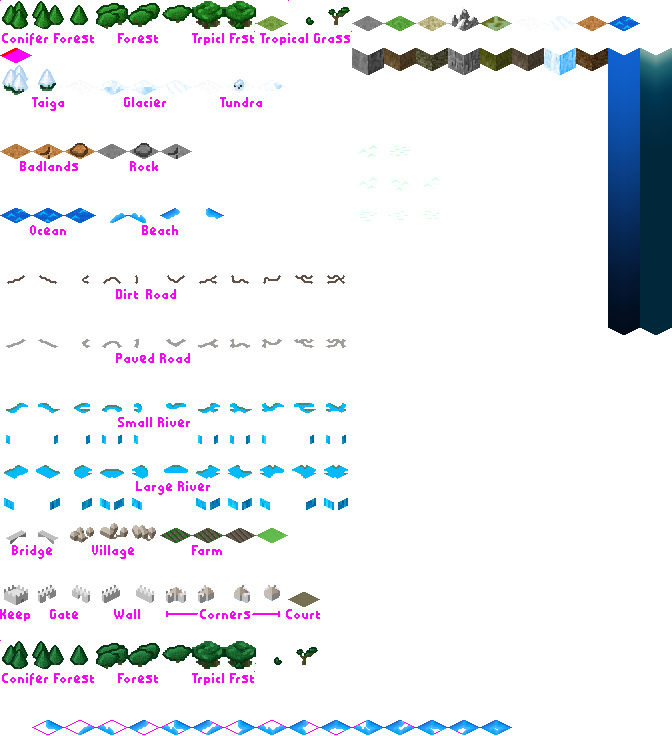 Conifer Forest Forest Trpicl Frst Tropical Grass
Taiga Glacier Tundra
Badlands Rock
Ocean Beach
Dirt Road
Paved Road
Small River
Large River
Bridge Village Farm
Keep Gate Wall Corners Court
Conifer Forest Forest Trpicl Frst